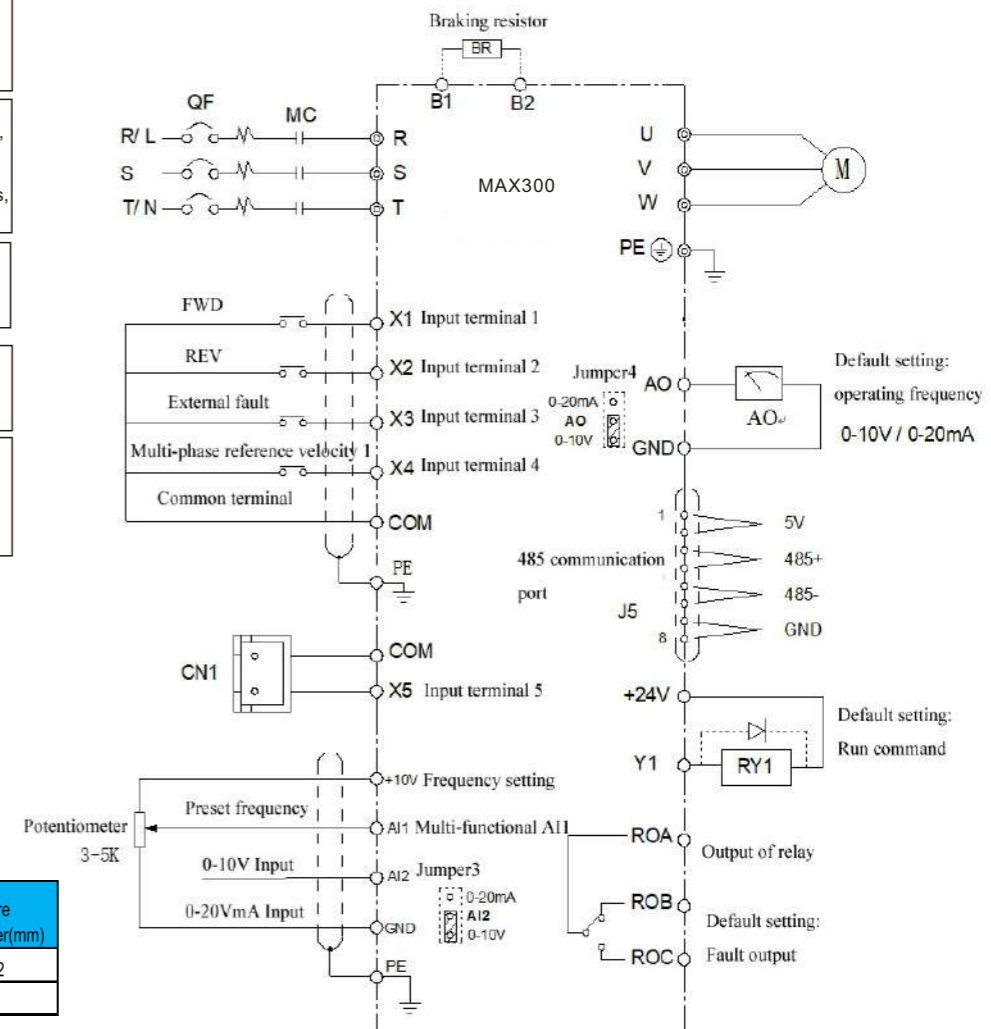 Braking resistor
BR
B1
B2
QF
MC
R/ L
R
S
S
T/ N
T
MAX300
U
V
W
M
PE
s,
FWD
X1 Input terminal 1
REV
X2 Input terminal 2
External fault
X3 Input terminal 3
Multi-phase reference velocity 1
X4 Input terminal 4
Common terminal
COM
PE
Jumper4
0-20mA
AO
0-10V
AO
GND
AO
Default setting:
operating frequency
0-10V / 0-20mA
485 communication
port
J5
1
8
5V
485+
485-
GND
CN1
COM
X5 Input terminal 5
+24V
Y1
RY1
Default setting:
Run command
+10V Frequency setting
Preset frequency
Potentiometer
3-5K
AI1 Multi-functional AI1
0-10V Input
AI2 Jumper3
0-20mA
AI2
0-10V
0-20VmA Input
GND
PE
ROA
Output of relay
ROB
Default setting:
ROC
Fault output
re
er(mm)
2